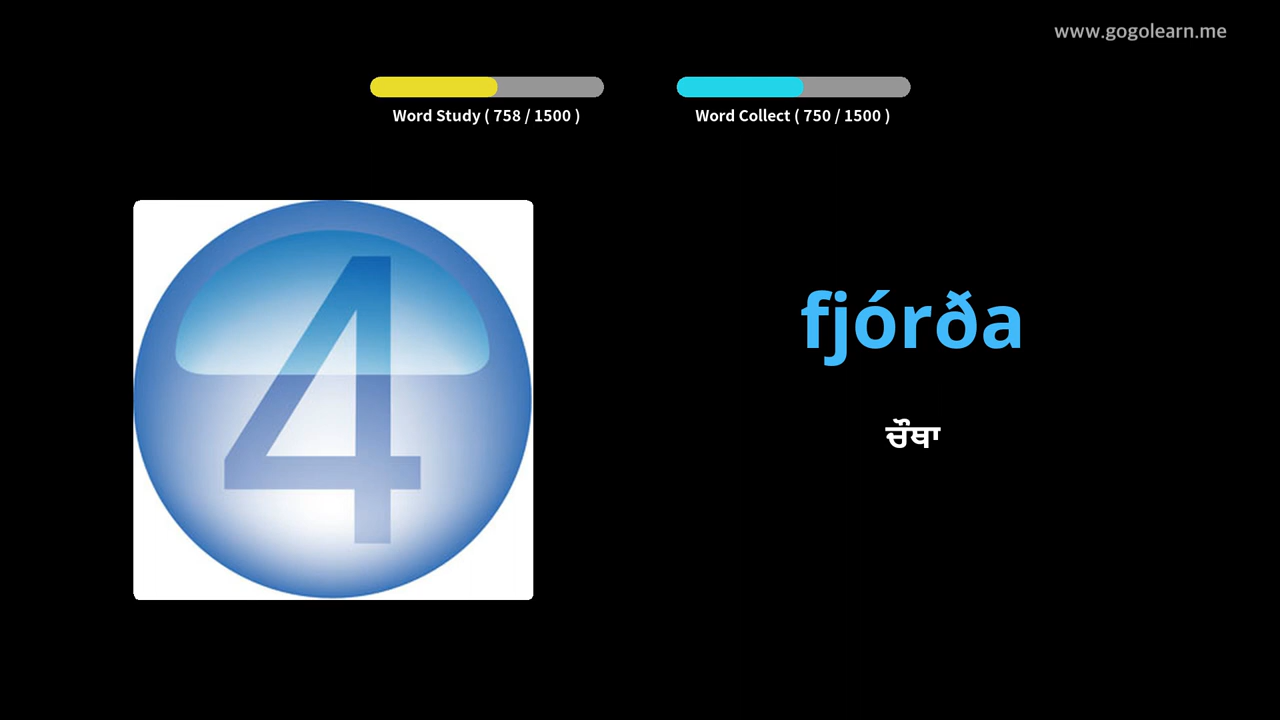 www.gogolearn.me
Word Study ( 758 / 1500 )
Word Collect ( 750 / 1500 )
4
fjórða
ਚੌਥਾ